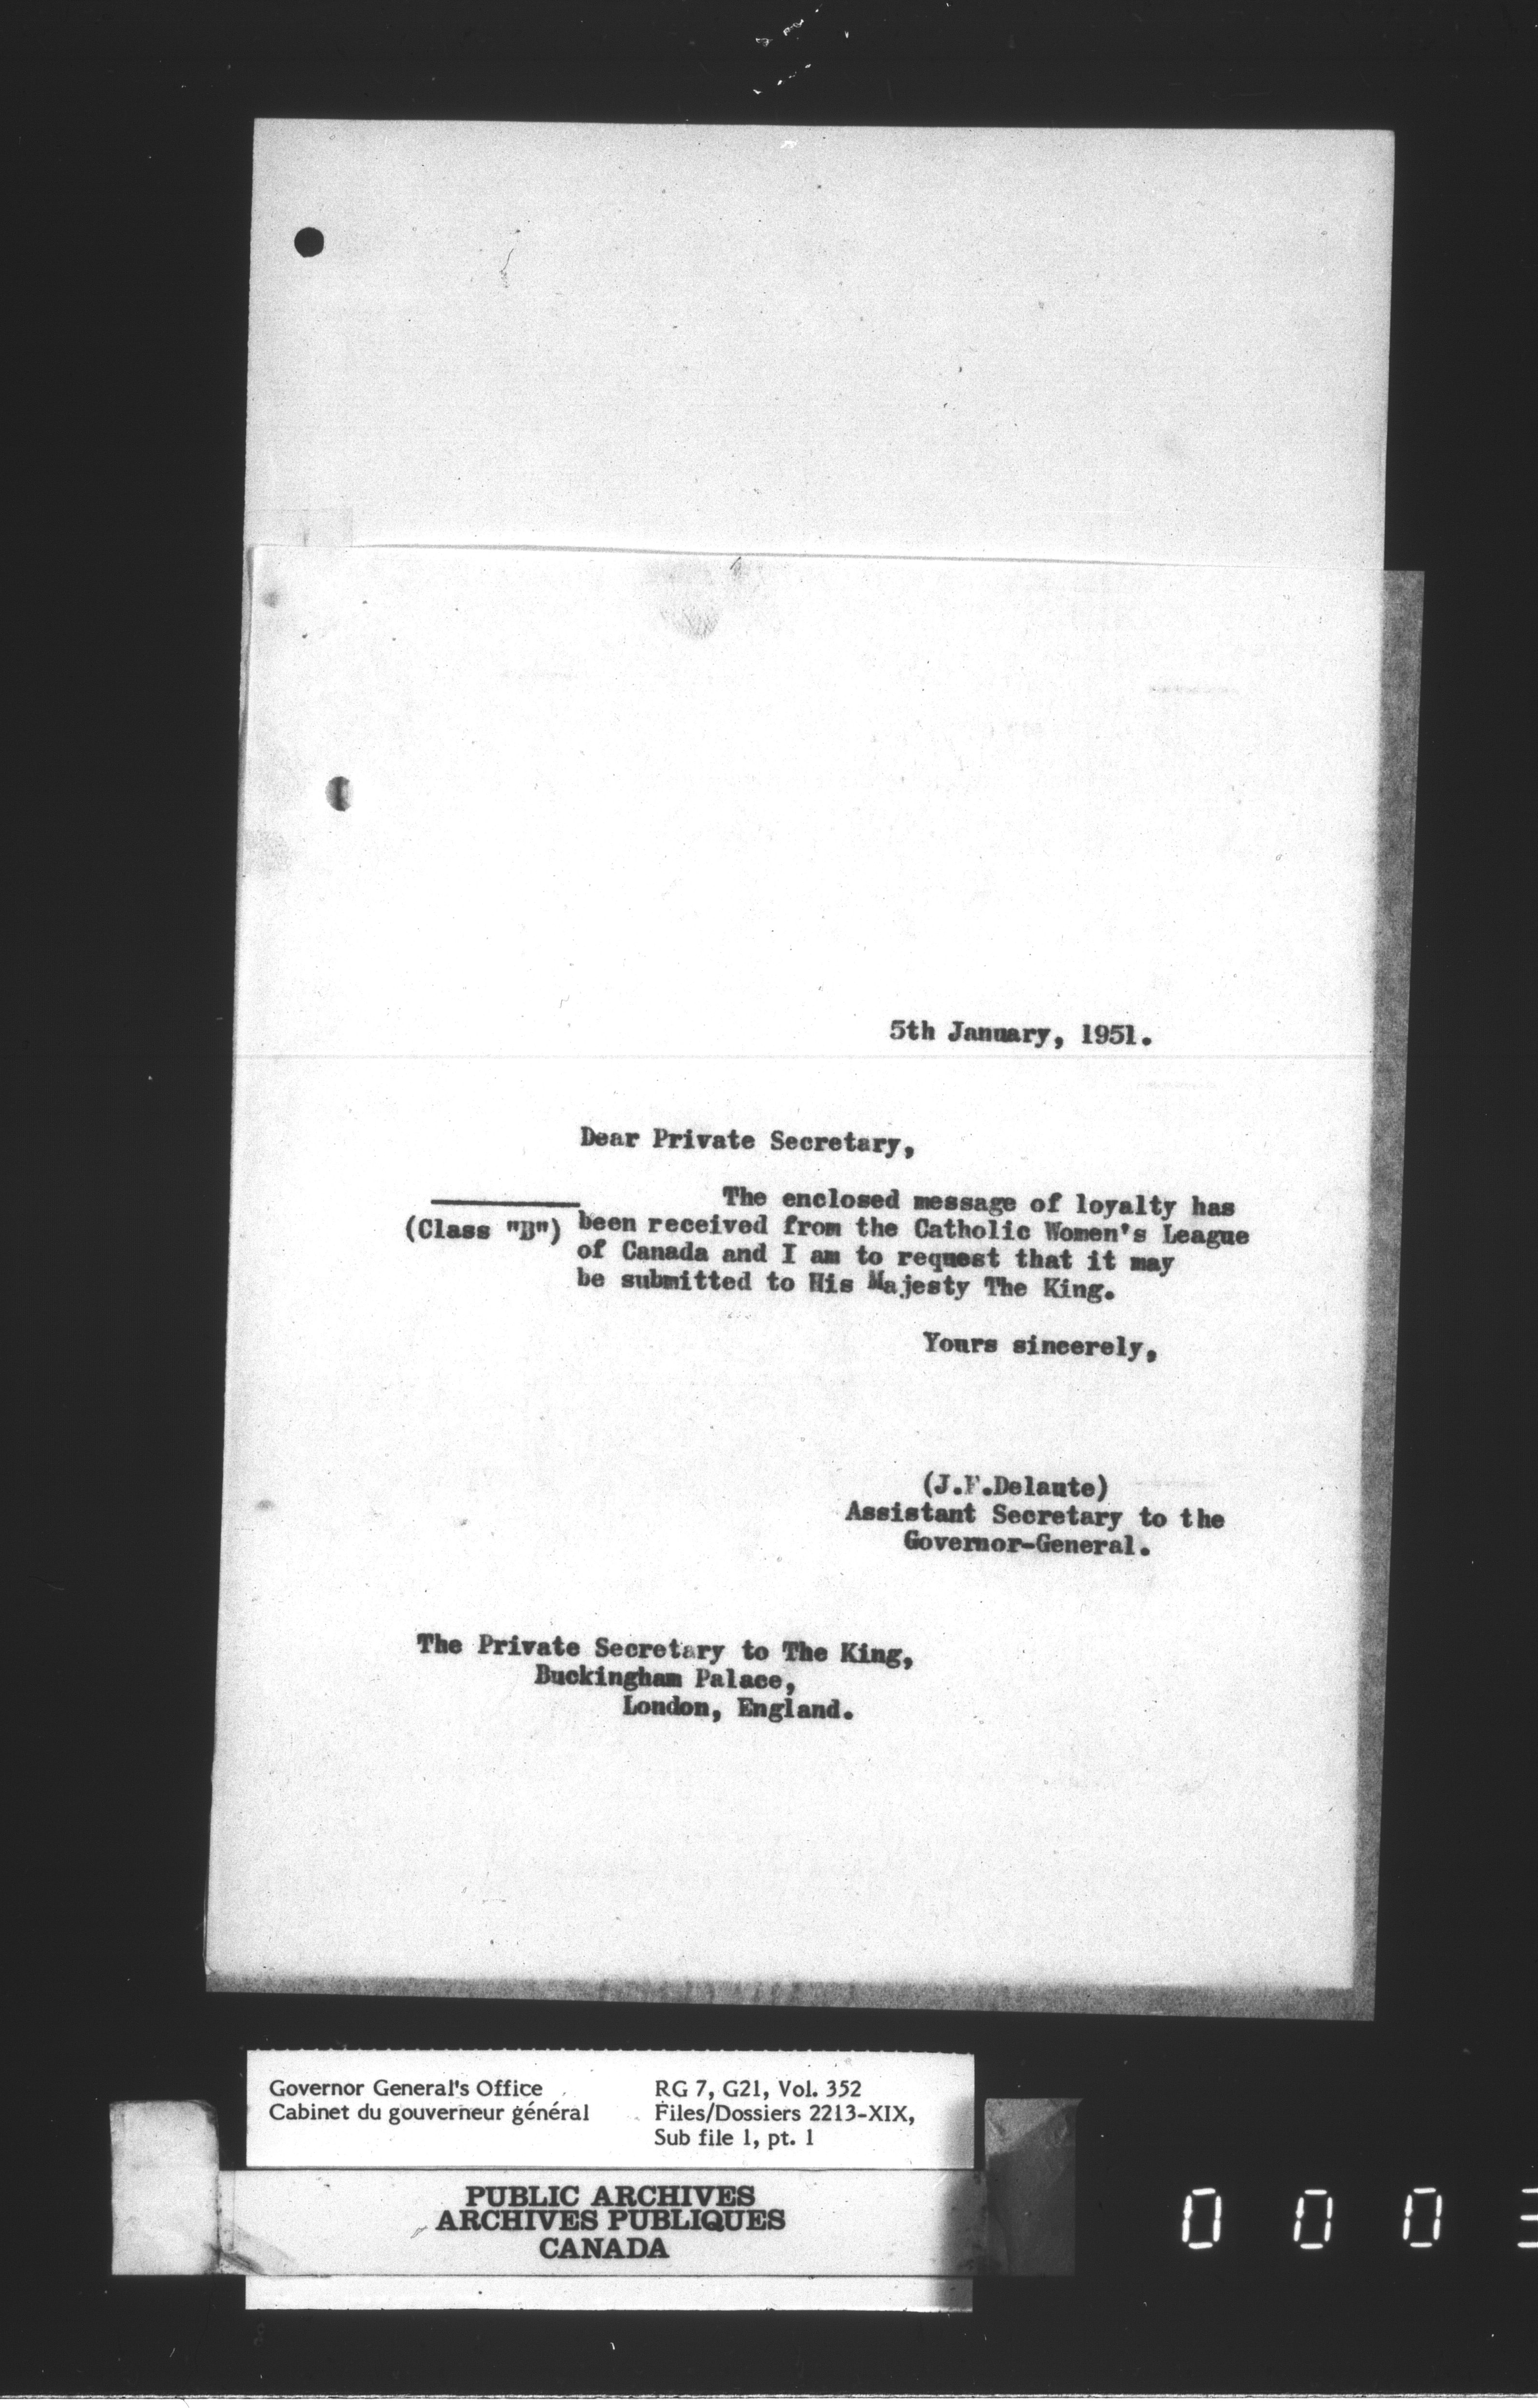 5th January, 1951.
Dear Private Secretary,
The enclosed message of loyalty has
(Class "B") been received from the Catholic Women's League
of Canada and I am to request that it may
be submitted to His Majesty The King.
Yours sincerely,
(J.F.Delaute)
Assistant Secretary to the
Governor-General.
The Private Secretary to The King,
Buckingham Palace,
London, England.
Governor General's Office
Cabinet du gouverneur général
RG 7, G21, Vol. 352
Files/Dossiers 2213-XIX,
Sub file 1, pt. 1
PUBLIC ARCHIVES
ARCHIVES PUBLIQUES
CANADA
0 0 0